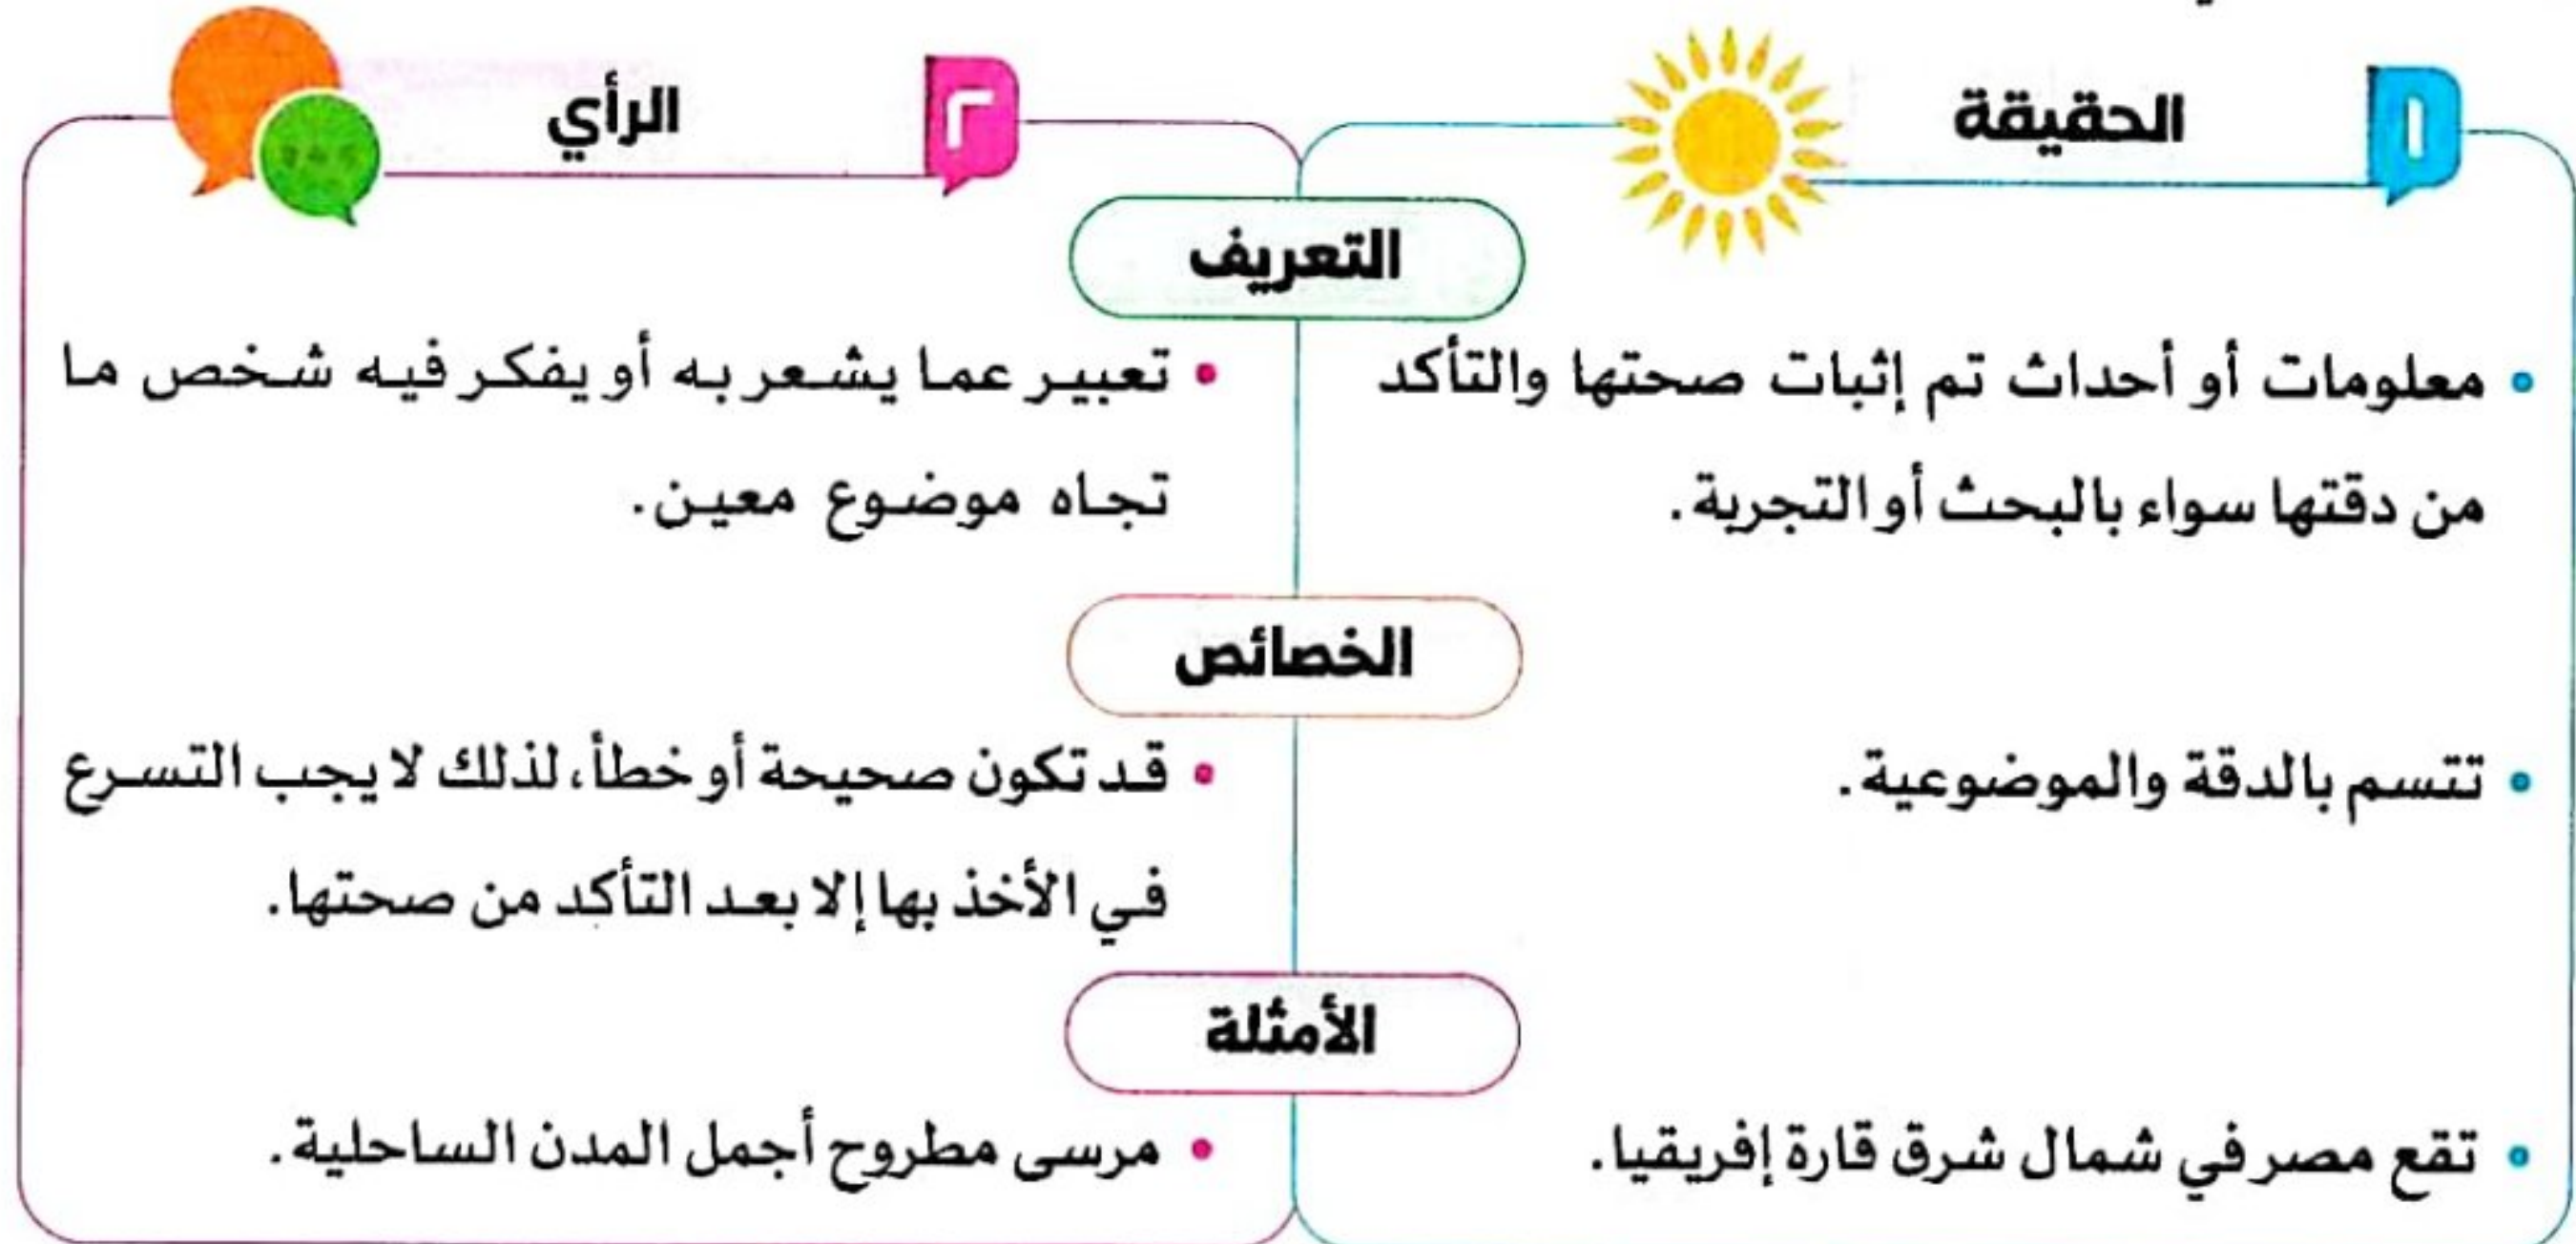 ١
الحقيقة
٢
الرأي
التعريف
• معلومات أو أحداث تم إثبات صحتها والتأكد
من دقتها سواء بالبحث أو التجربة.
• تعبير عما يشعر به أو يفكر فيه شخص ما
تجاه موضوع معين.
الخصائص
• تتسم بالدقة والموضوعية.
• قد تكون صحيحة أو خطأ، لذلك لا يجب التسرع
في الأخذ بها إلا بعد التأكد من صحتها.
الأمثلة
• تقع مصر في شمال شرق قارة إفريقيا.
• مرسى مطروح أجمل المدن الساحلية.